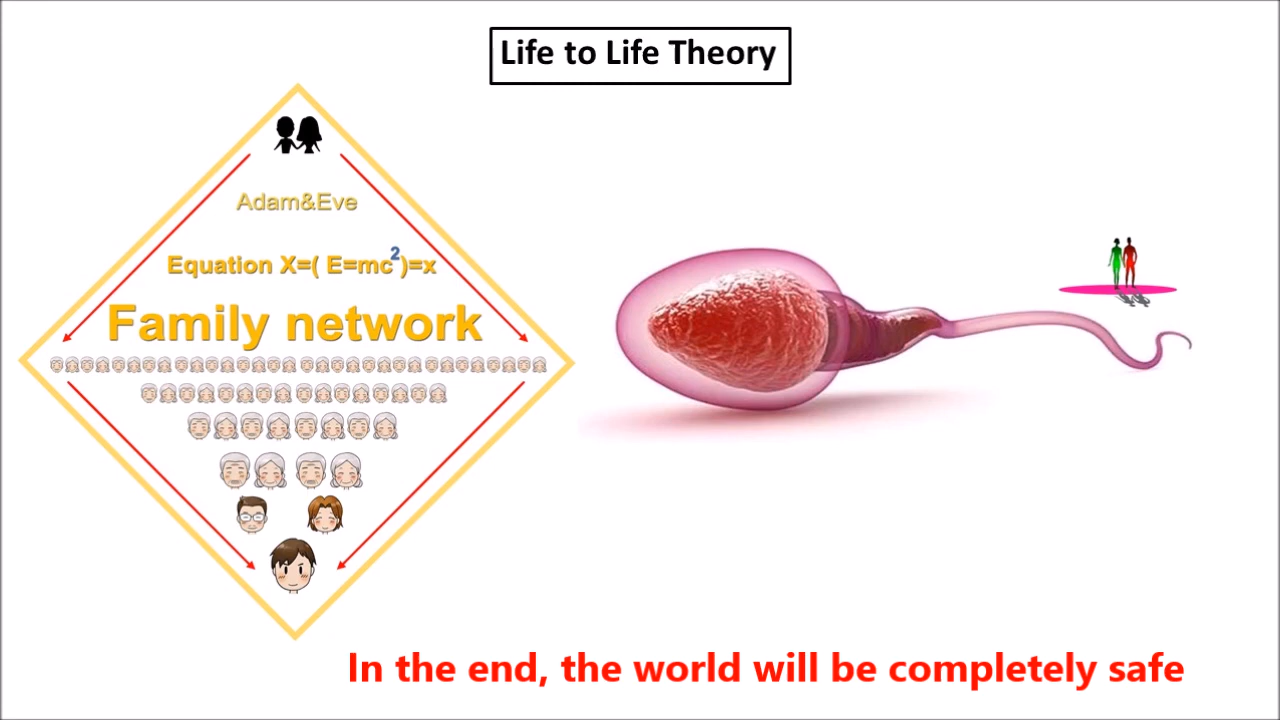 Life to Life Theory
Adam&Eve
Equation X=( E=mc²)=x
Family network
In the end, the world will be completely safe